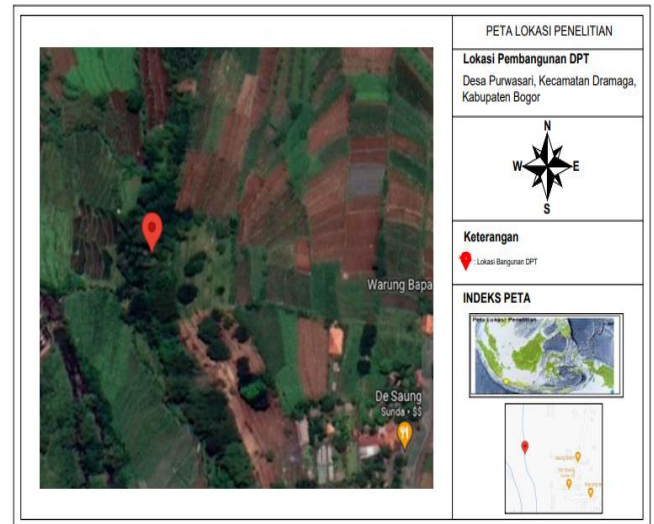 PETA LOKASI PENELITIAN
Lokasi Pembangunan DPT
Desa Purwasari, Kecamatan Dramaga,
Kabupaten Bogor
N
W
E
S
Keterangan
: Lokasi Bangunan DPT
INDEKS PETA
Peta Lokasi Penelitian
Warung Bapa
De Saung
Sunda • $$